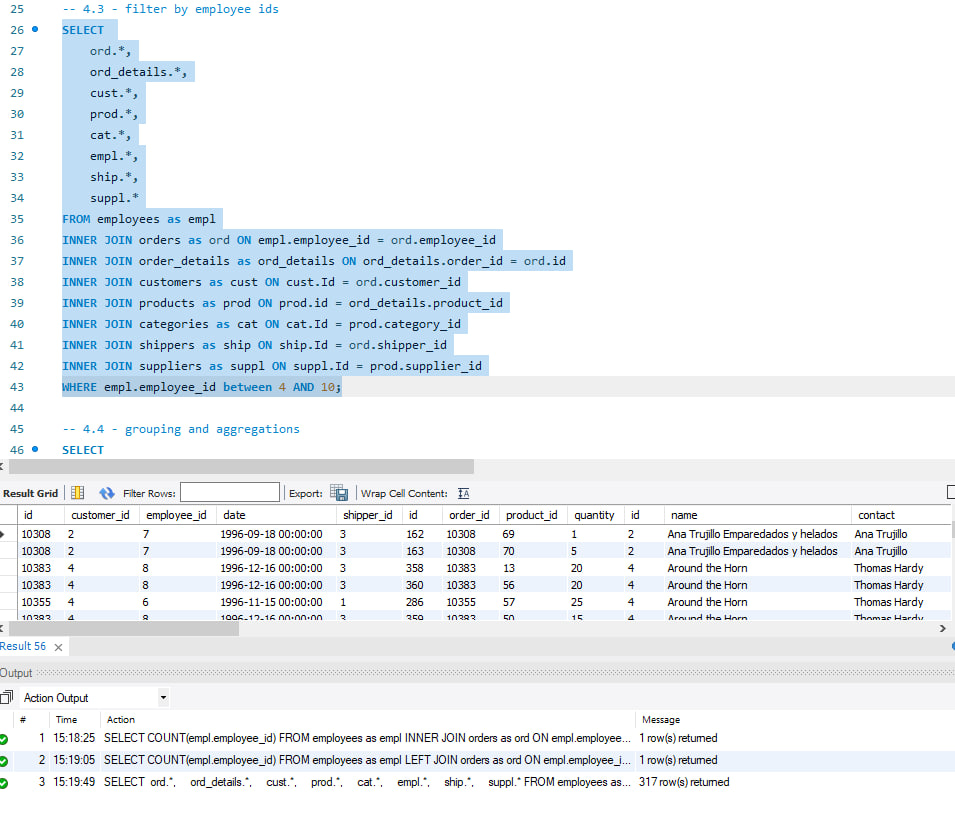 25 -- 4.3 - filter by employee ids
26 SELECT
27 ord.*,
28 ord_details.*,
29 cust.*,
30 prod.*,
31 cat.*,
32 empl.*,
33 ship.*,
34 suppl.*
35 FROM employees as empl
36 INNER JOIN orders as ord ON empl.employee_id = ord.employee_id
37 INNER JOIN order_details as ord_details ON ord_details.order_id = ord.id
38 INNER JOIN customers as cust ON cust.Id = ord.customer_id
39 INNER JOIN products as prod ON prod.id = ord_details.product_id
40 INNER JOIN categories as cat ON cat.Id = prod.category_id
41 INNER JOIN shippers as ship ON ship.Id = ord.shipper_id
42 INNER JOIN suppliers as suppl ON suppl.Id = prod.supplier_id
43 WHERE empl.employee_id between 4 AND 10;
44
45 -- 4.4 - grouping and aggregations
46 SELECT
Result Grid Filter Rows: Export: Wrap Cell Content: IA
id customer_id employee_id date shipper_id id order_id product_id quantity id name contact
10308 2 7 1996-09-18 00:00:00 3 162 10308 69 1 2 Ana Trujillo Emparedados y helados Ana Trujillo
10308 2 7 1996-09-18 00:00:00 3 163 10308 70 5 2 Ana Trujillo Emparedados y helados Ana Trujillo
10383 4 8 1996-12-16 00:00:00 3 358 10383 13 20 4 Around the Horn Thomas Hardy
10383 4 8 1996-12-16 00:00:00 3 360 10383 56 20 4 Around the Horn Thomas Hardy
10355 4 6 1996-11-15 00:00:00 1 286 10355 57 25 4 Around the Horn Thomas Hardy
10383 4 8 1996-12-16 00:00:00 3 359 10383 50 15 4 Around the Horn Thomas Hardy
Result 56
Output
Action Output
# Time Action Message
1 15:18:25 SELECT COUNT(empl.employee_id) FROM employees as empl INNER JOIN orders as ord ON empl.employee... 1 row(s) returned
2 15:19:05 SELECT COUNT(empl.employee_id) FROM employees as empl LEFT JOIN orders as ord ON empl.employee_i... 1 row(s) returned
3 15:19:49 SELECT ord.*, ord_details.*, cust.*, prod.*, cat.*, empl.*, ship.*, suppl.* FROM employees as... 317 row(s) returned